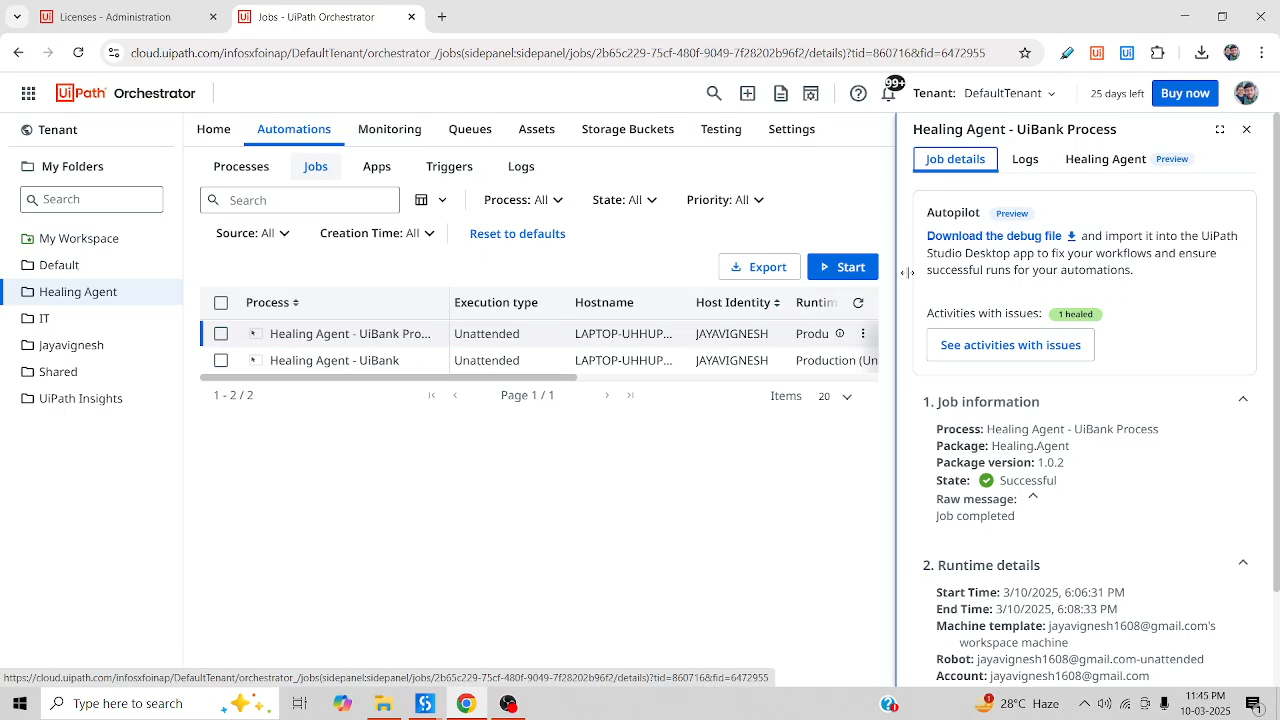 Licenses - Administration
Jobs - UiPath Orchestrator
cloud.uipath.com/infosxfoinap/DefaultTenant/orchestrator_/jobs(sidepanel:sidepanel/jobs/2b65c229-75cf-480f-9049-7f28202b96f2/details)?tid=860716&fid=6472955
UiPath Orchestrator
99+
Tenant: DefaultTenant
25 days left
Buy now
Tenant
My Folders
Search
My Workspace
Default
Healing Agent
IT
Jayavignesh
Shared
UiPath Insights
Home Automations Monitoring Queues Assets Storage Buckets Testing Settings
Processes Jobs Apps Triggers Logs
Search
Process: All State: All Priority: All
Source: All Creation Time: All Reset to defaults
Export Start
Process Execution type Hostname Host Identity Runtim
Healing Agent - UiBank Pro... Unattended LAPTOP-UHHUP... JAYAVIGNESH Produ
Healing Agent - UiBank Unattended LAPTOP-UHHUP... JAYAVIGNESH Production (Un
1 - 2 / 2 Page 1 / 1 Items 20
Healing Agent - UiBank Process
Job details Logs Healing Agent Preview
Autopilot Preview
Download the debug file and import it into the UiPath
Studio Desktop app to fix your workflows and ensure
successful runs for your automations.
Activities with issues: 1 healed
See activities with issues
1. Job information
Process: Healing Agent - UiBank Process
Package: Healing.Agent
Package version: 1.0.2
State: Successful
Raw message:
Job completed
2. Runtime details
Start Time: 3/10/2025, 6:06:31 PM
End Time: 3/10/2025, 6:08:33 PM
Machine template: jayavignesh1608@gmail.com's
workspace machine
Robot: jayavignesh1608@gmail.com-unattended
Account: jayavignesh1608@gmail.com
https://cloud.uipath.com/infosxfoinap/DefaultTenant/orchestrator_/jobs(sidepanel:sidepanel/jobs/2b65c229-75cf-480f-9049-7f28202b96f2/details)?tid=860716&fid=6472955
Type here to search
28°C Haze
11:45 PM
10-03-2025